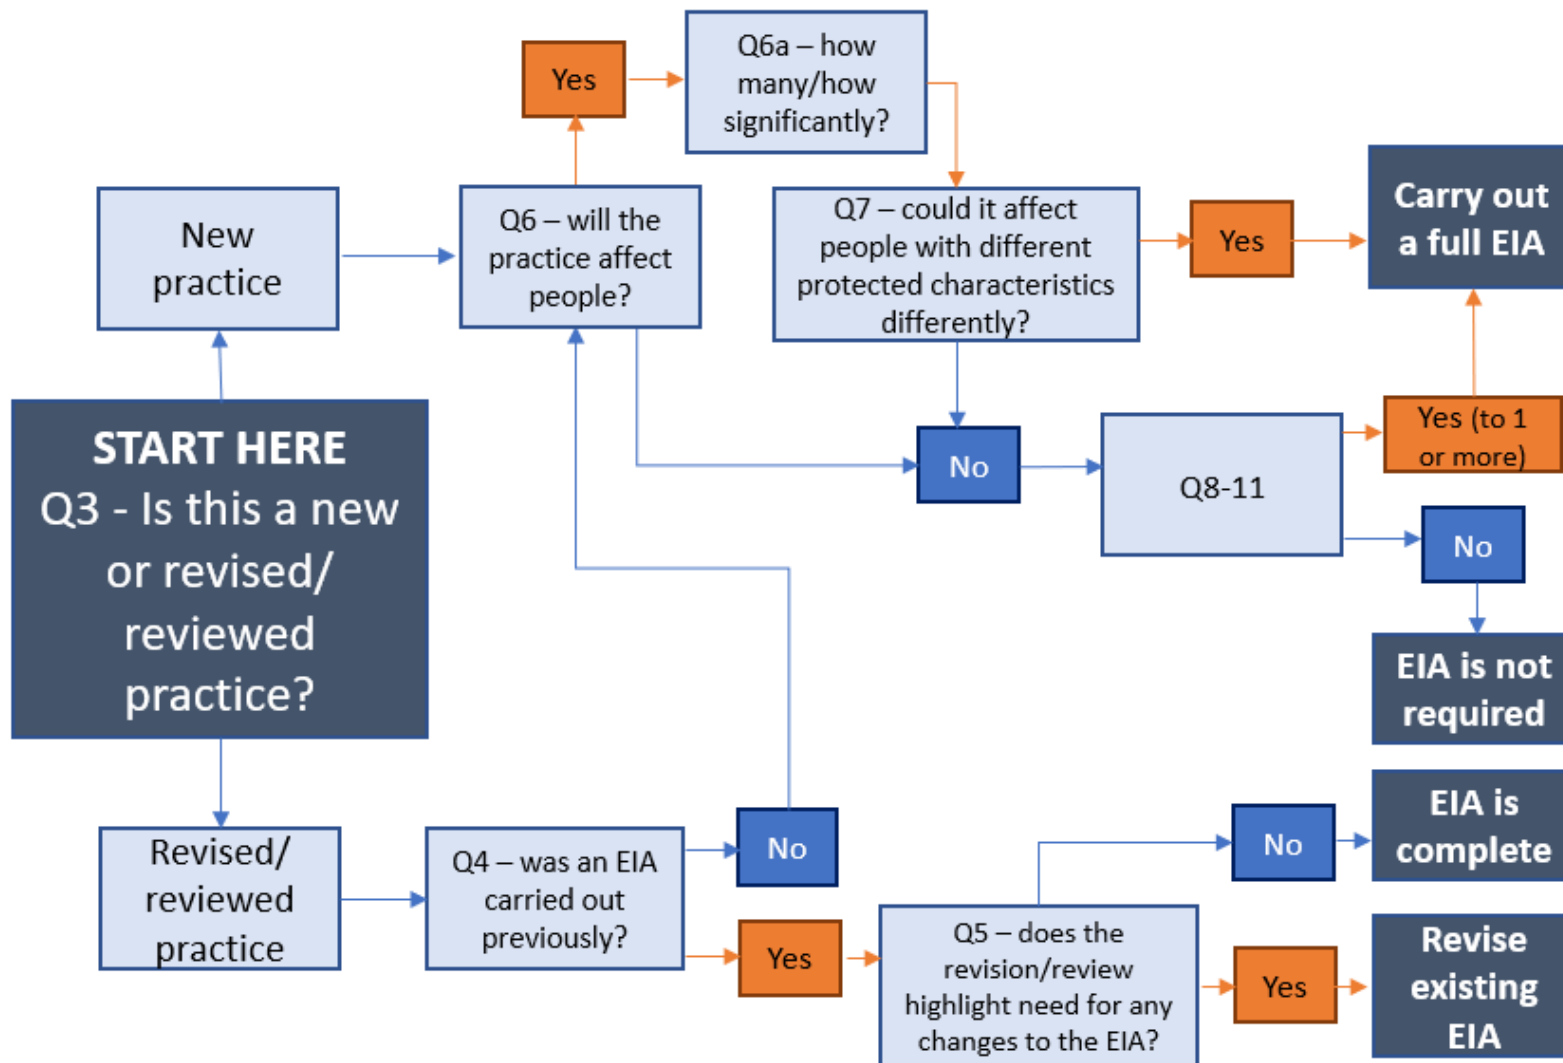 Yes
Q6a – how
many/how
significantly?
New
practice
Q6 – will the
practice affect
people?
Q7 – could it affect
people with different
protected characteristics
differently?
Yes
Carry out
a full EIA
START HERE
Q3 - Is this a new
or revised/
reviewed
practice?
No
Q8-11
Yes (to 1
or more)
No
EIA is not
required
Revised/
reviewed
practice
Q4 – was an EIA
carried out
previously?
No
Yes
Q5 – does the
revision/review
highlight need for any
changes to the EIA?
No
EIA is
complete
Yes
Revise
existing
EIA